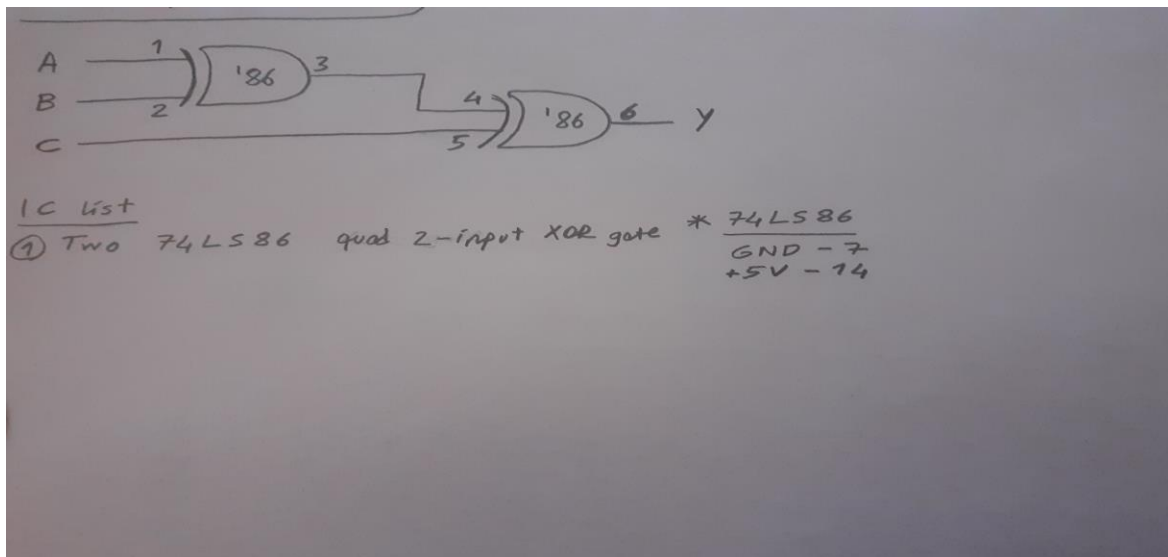 A 1 '86 3
B 2 4 '86 6 Y
C 5
IC list
① Two 74LS86 quad 2-input XOR gate * 74LS86
GND - 7
+5V - 14